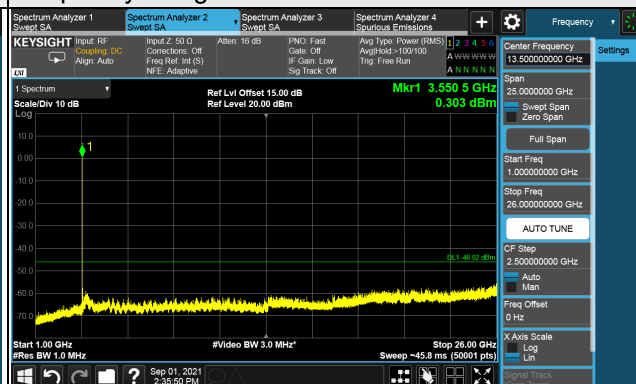 Spectrum Analyzer 1
Swept SA
Spectrum Analyzer 2
Swept SA
Spectrum Analyzer 3
Swept SA
Spectrum Analyzer 4
Spurious Emissions
Frequency
KEYSIGHT
Input: RF
Coupling: DC
Align: Auto
Input Z: 50 Ω
Corrections: Off
Freq Ref: Int (S)
NFE: Adaptive
Atten: 16 dB
PNO: Fast
Gate: Off
IF Gain: Low
Sig Track: Off
Avg Type: Power (RMS)
Avg|Hold:>100/100
Trig: Free Run
1 2 3 4 5 6
A W W W W W
A N N N N N
LXI
1 Spectrum
Scale/Div 10 dB
Log
Ref Lvl Offset 15.00 dB
Ref Level 20.00 dBm
Mkr1 3.550 5 GHz
0.303 dBm
10.0
0.00
-10.0
-20.0
-30.0
-40.0
-50.0
-60.0
-70.0
1
DL1 -46.02 dBm
Start 1.00 GHz
#Res BW 1.0 MHz
#Video BW 3.0 MHz*
Stop 26.00 GHz
Sweep ~45.8 ms (50001 pts)
Sep 01, 2021
2:35:50 PM
Center Frequency
13.500000000 GHz
Settings
Span
25.0000000 GHz
Swept Span
Zero Span
Full Span
Start Freq
1.000000000 GHz
Stop Freq
26.000000000 GHz
AUTO TUNE
CF Step
2.500000000 GHz
Auto
Man
Freq Offset
0 Hz
X Axis Scale
Log
Lin
Signal Track